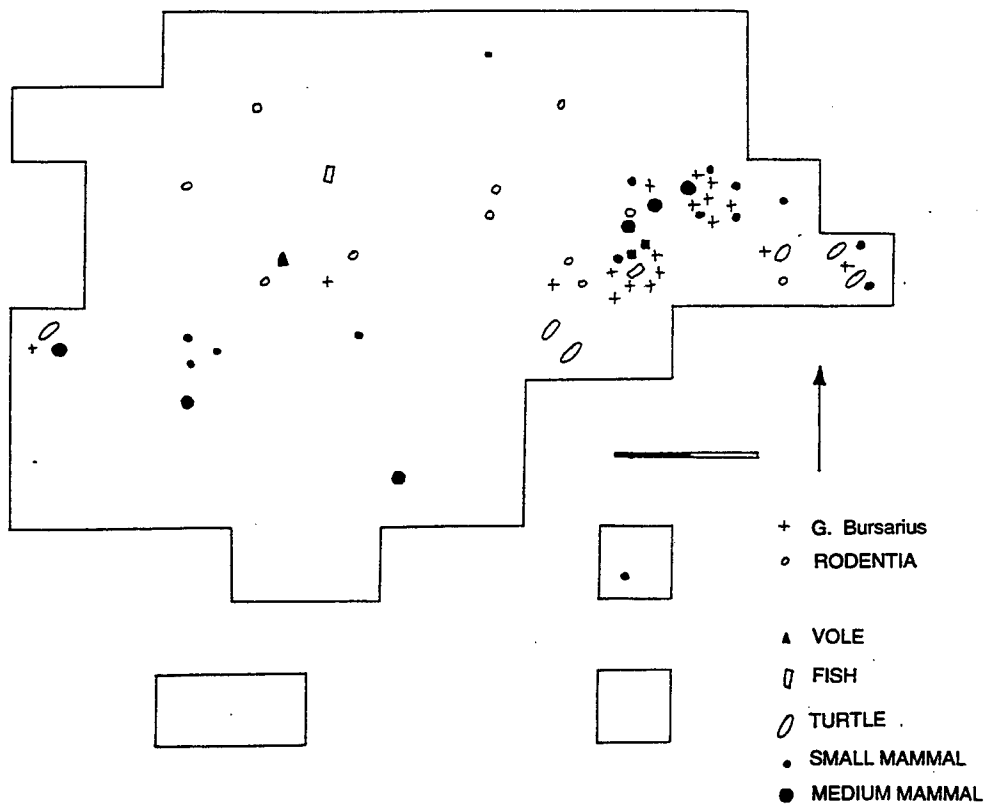 G. Bursarius
RODENTIA
VOLE
FISH
TURTLE
SMALL MAMMAL
MEDIUM MAMMAL